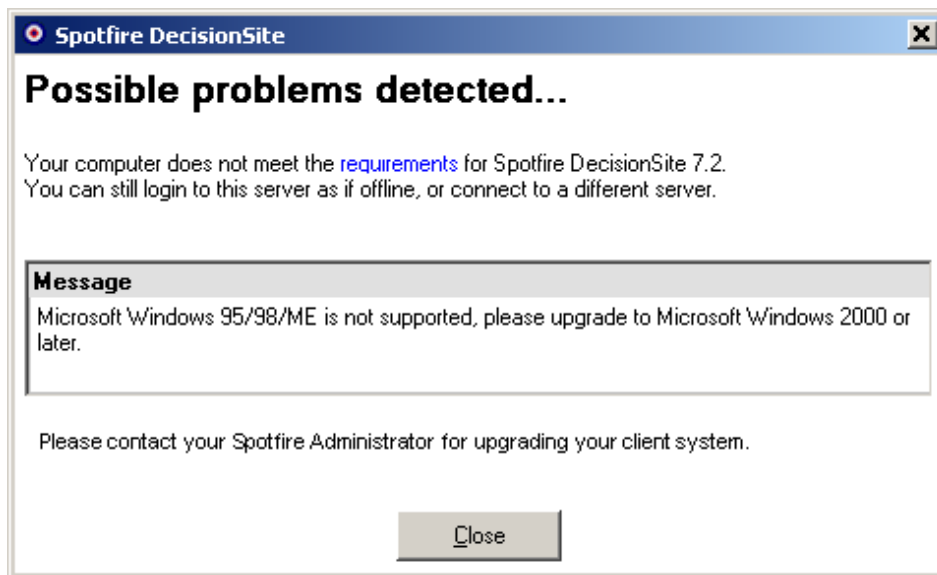 Spotfire DecisionSite
Possible problems detected...
Your computer does not meet the requirements for Spotfire DecisionSite 7.2.
You can still login to this server as if offline, or connect to a different server.
Message
Microsoft Windows 95/98/ME is not supported, please upgrade to Microsoft Windows 2000 or
later.
Please contact your Spotfire Administrator for upgrading your client system.
Close